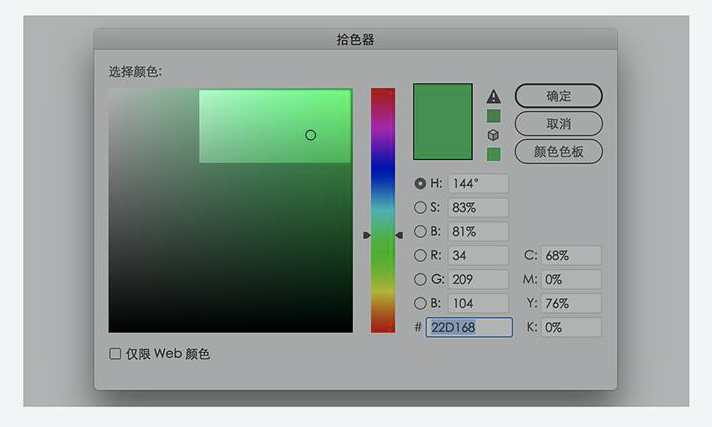 拾色器
选择颜色:
确定
取消
颜色色板
H: 144°
S: 83%
B: 81%
R: 34 C: 68%
G: 209 M: 0%
B: 104 Y: 76%
# 22D168 K: 0%
仅限 Web 颜色